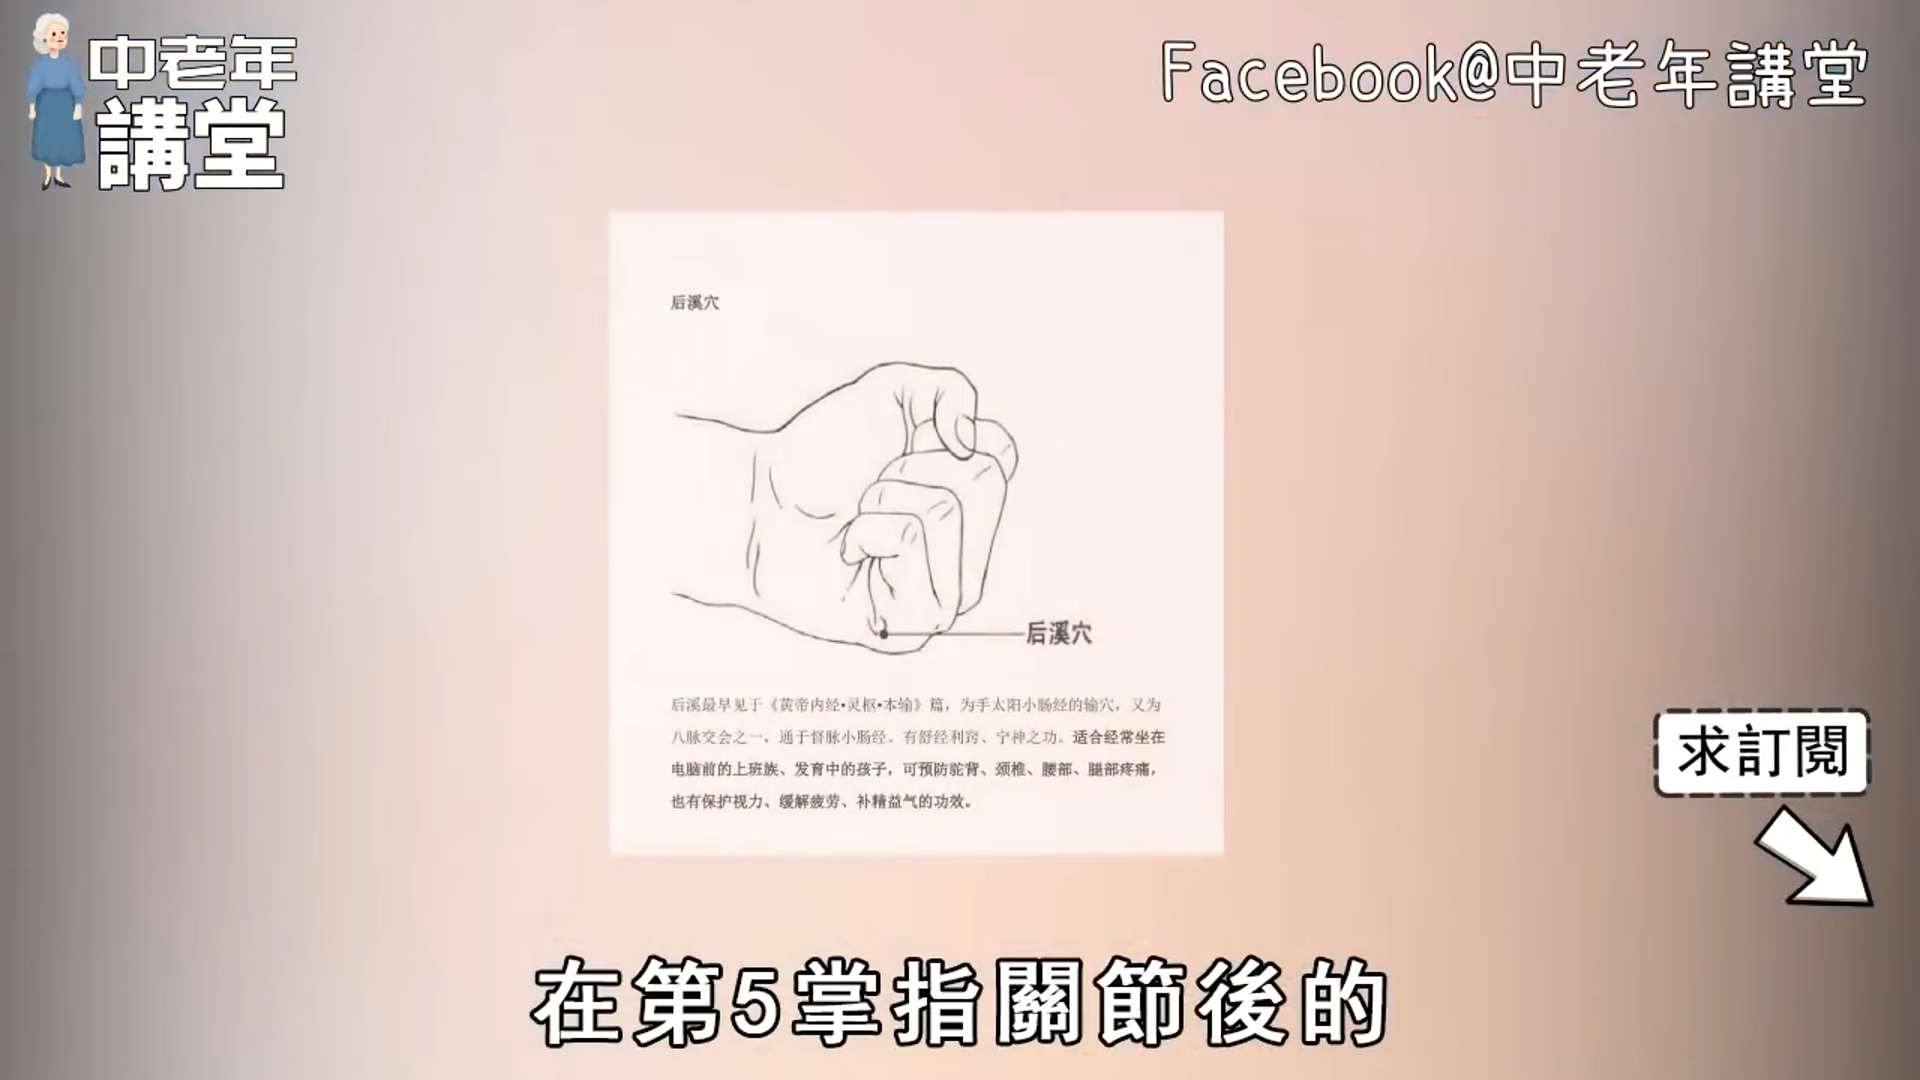 中老年
講堂
Facebook@中老年講堂
后溪穴
后溪穴
后溪最早见于《黄帝内经•灵枢•本输》篇，为手太阳小肠经的输穴，又为
八脉交会之一，通于督脉小肠经。有舒经利窍、宁神之功。适合经常坐在
电脑前的上班族、发育中的孩子，可预防驼背、颈椎、腰部、腿部疼痛，
也有保护视力、缓解疲劳、补精益气的功效。
求訂閱
在第5掌指關節後的